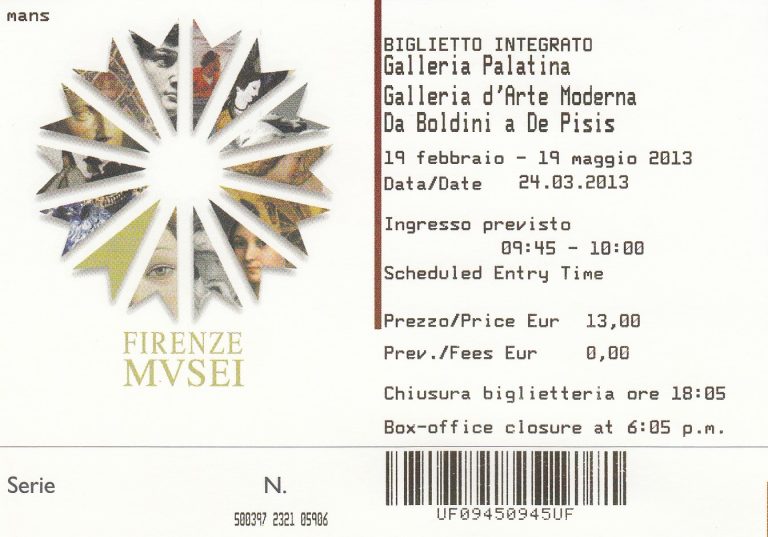 mans
BIGLIETTO INTEGRATO
Galleria Palatina
Galleria d'Arte Moderna
Da Boldini a De Pisis
19 febbraio - 19 maggio 2013
Data/Date 24.03.2013
Ingresso previsto
09:45 - 10:00
Scheduled Entry Time
Prezzo/Price Eur 13,00
Prev./Fees Eur 0,00
Chiusura biglietteria ore 18:05
Box-office closure at 6:05 p.m.
FIRENZE
MVSEI
Serie N.
500397 2321 05906
UF09450945UF